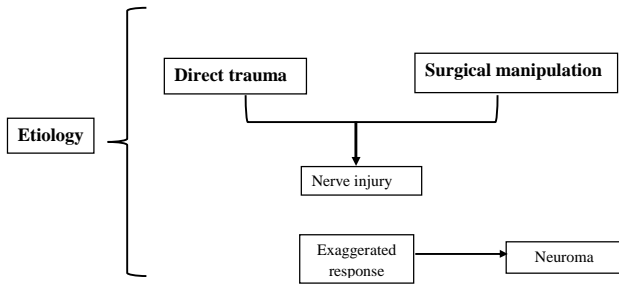 Direct trauma
Surgical manipulation
Etiology
Nerve injury
Exaggerated
response
Neuroma